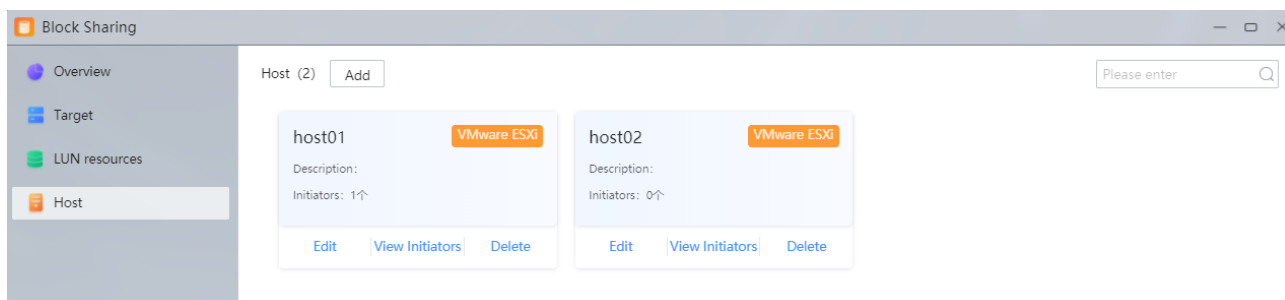 Block Sharing
Overview
Target
LUN resources
Host
Host (2) Add Please enter
host01 VMware ESXi
Description:
Initiators: 1个
Edit View Initiators Delete
host02 VMware ESXi
Description:
Initiators: 0个
Edit View Initiators Delete